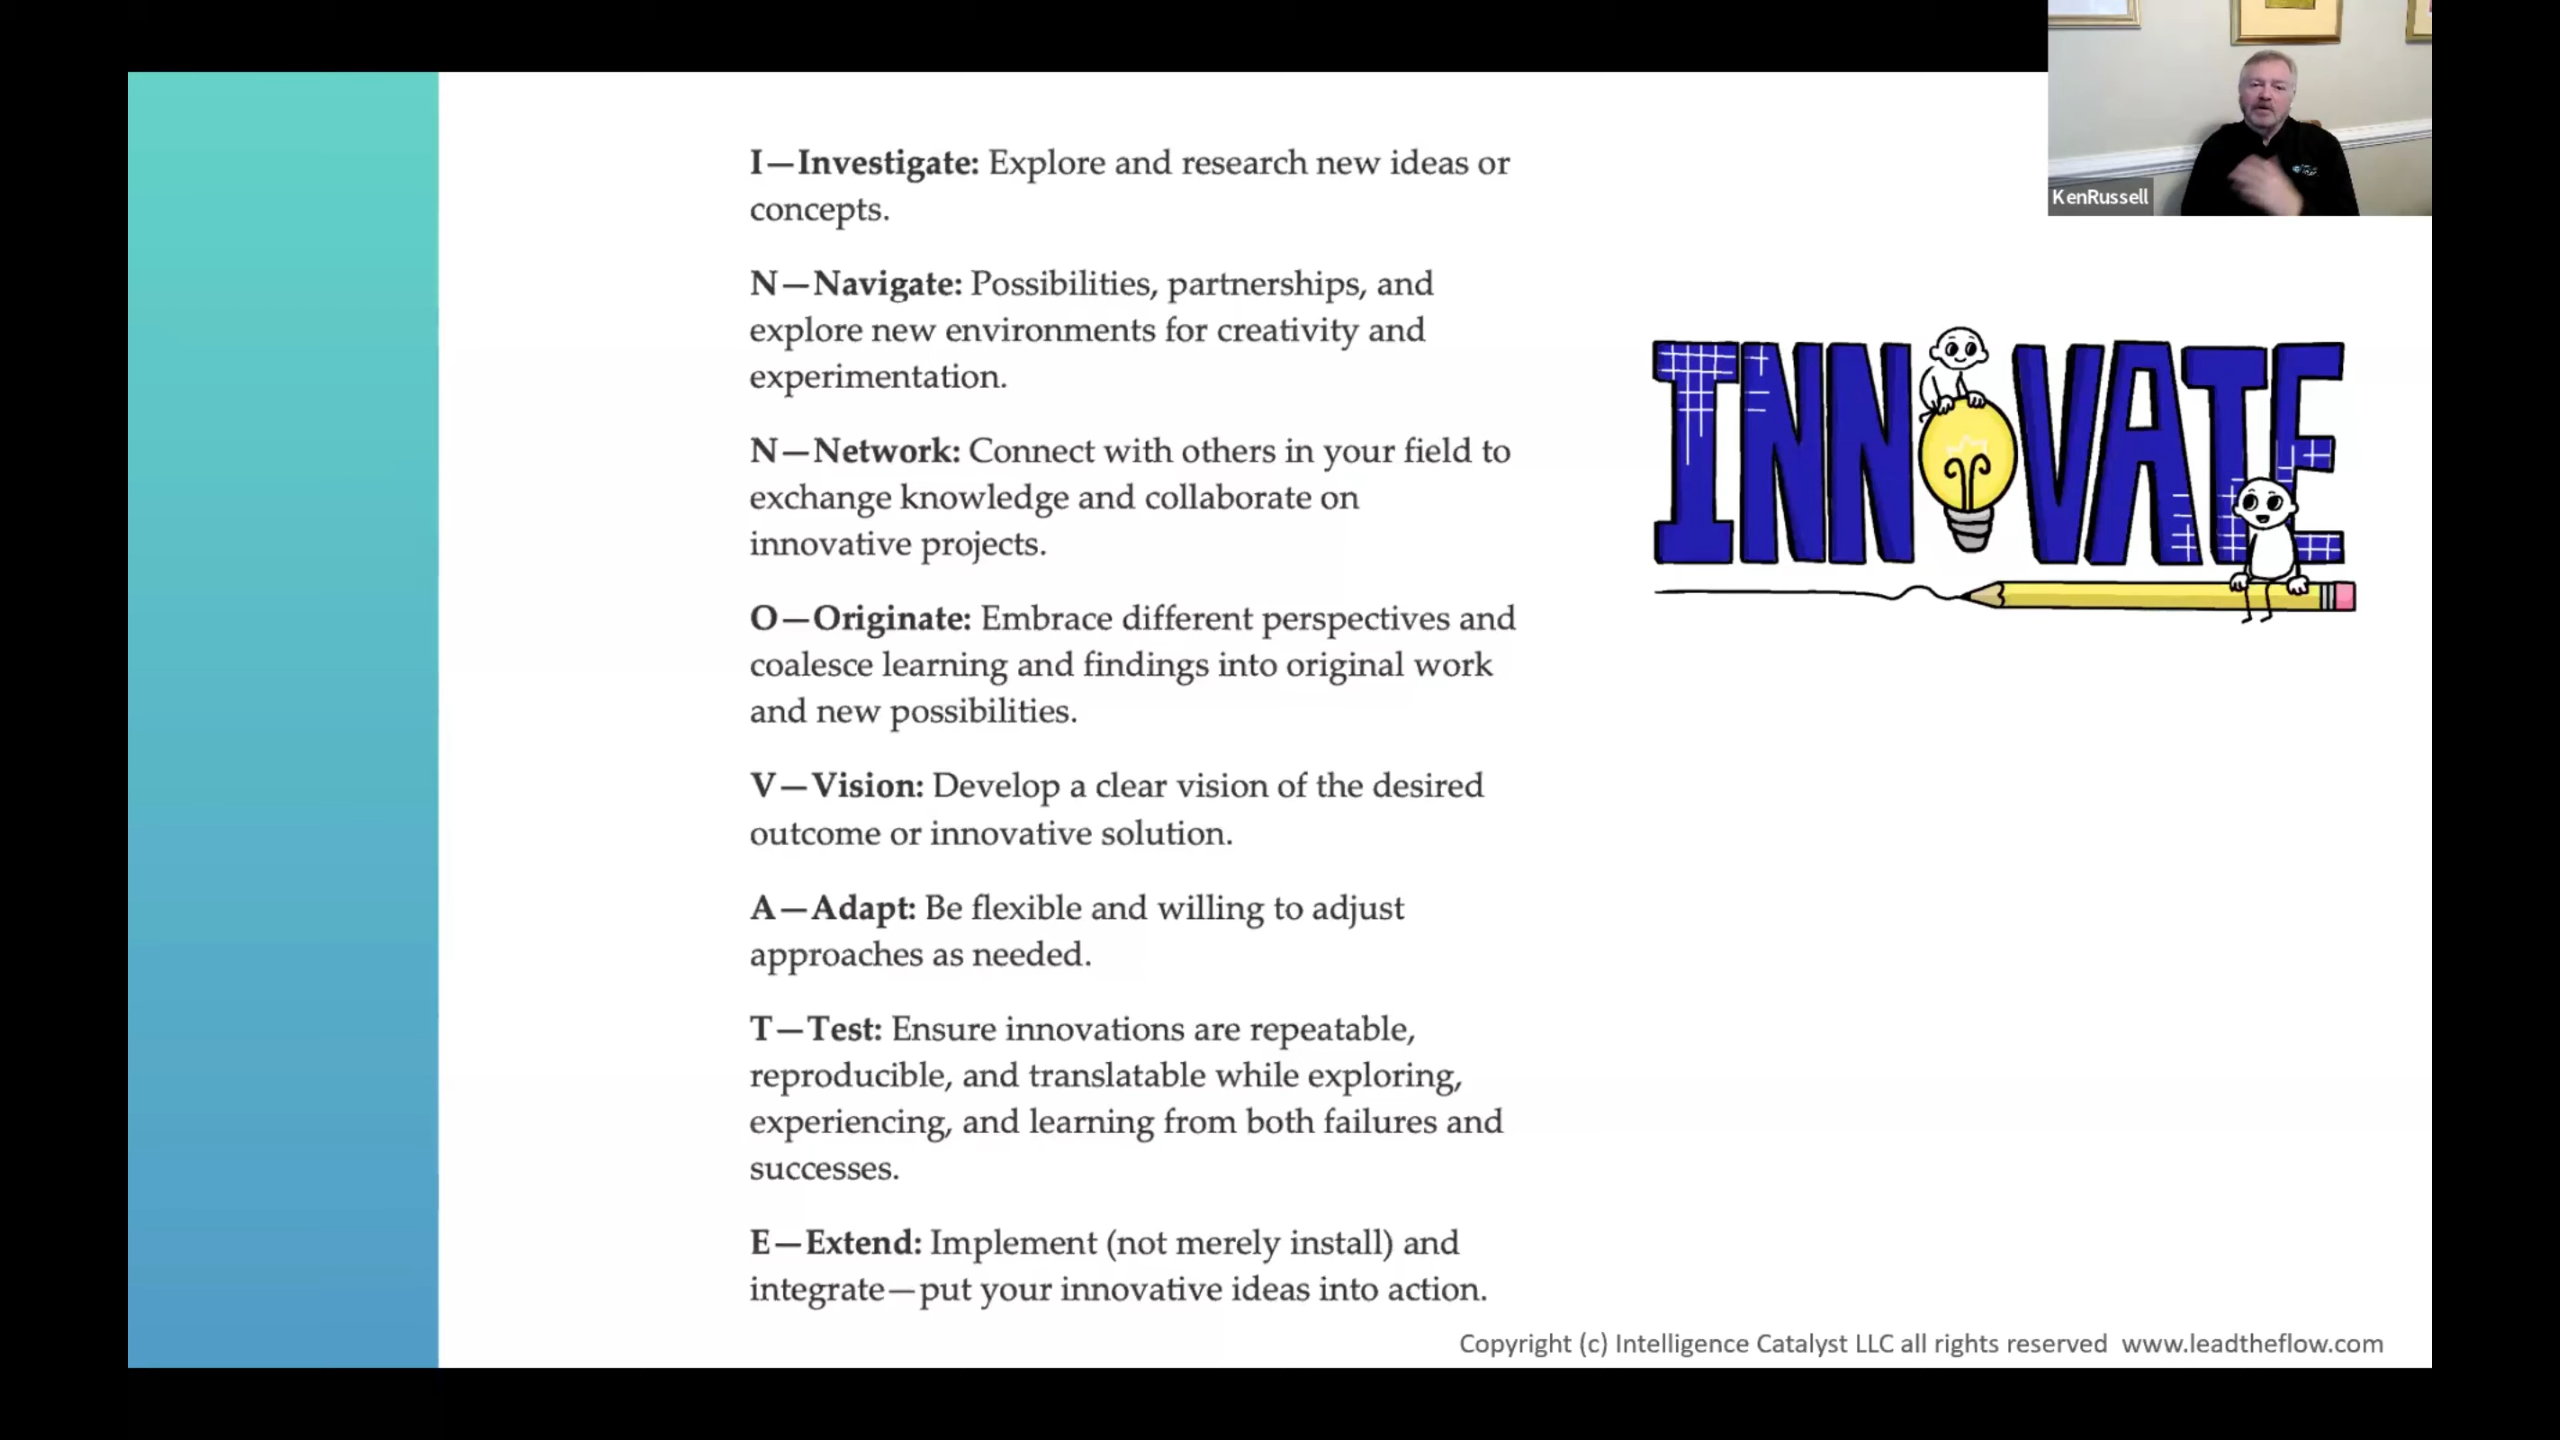 I—Investigate: Explore and research new ideas or
concepts.
N—Navigate: Possibilities, partnerships, and
explore new environments for creativity and
experimentation.
N—Network: Connect with others in your field to
exchange knowledge and collaborate on
innovative projects.
O—Originate: Embrace different perspectives and
coalesce learning and findings into original work
and new possibilities.
V—Vision: Develop a clear vision of the desired
outcome or innovative solution.
A—Adapt: Be flexible and willing to adjust
approaches as needed.
T—Test: Ensure innovations are repeatable,
reproducible, and translatable while exploring,
experiencing, and learning from both failures and
successes.
E—Extend: Implement (not merely install) and
integrate—put your innovative ideas into action.
INNOVATE
KenRussell
Copyright (c) Intelligence Catalyst LLC all rights reserved www.leadtheflow.com